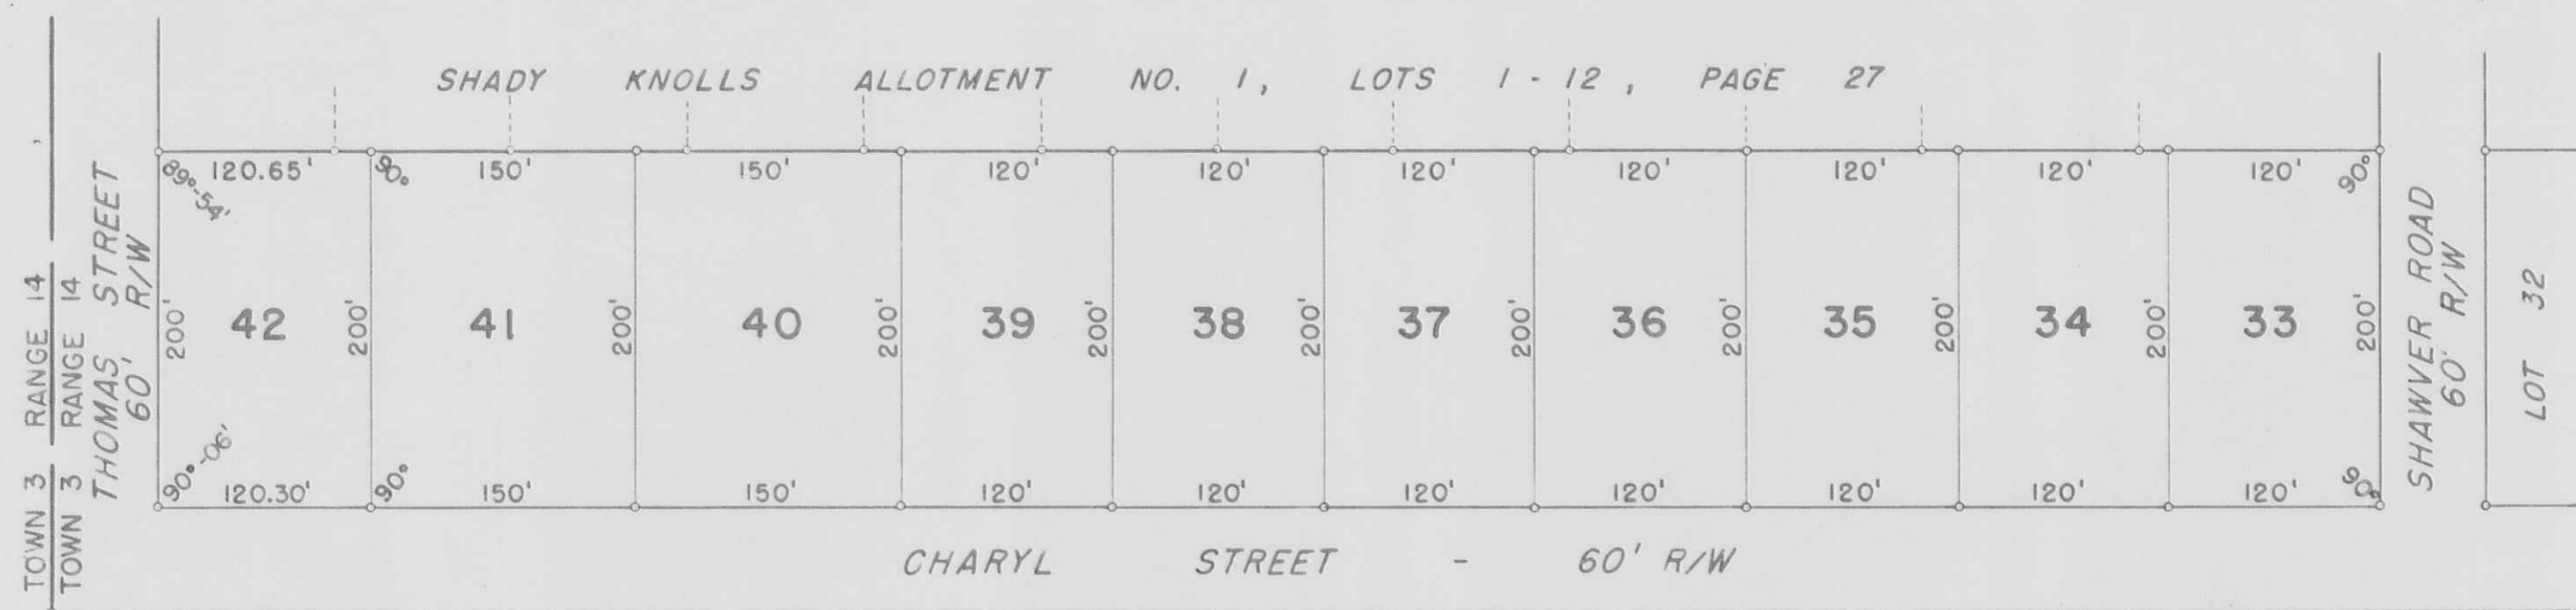 SHADY KNOLLS ALLOTMENT NO. 1, LOTS 1 - 12, PAGE 27
120.65' 150' 150' 120' 120' 120' 120' 120' 120' 120'
89°-54' 90° 90°
TOWN 3 RANGE 14
TOWN 3 RANGE 14
THOMAS STREET
60' R/W
200' 42 200' 41 200' 40 200' 39 200' 38 200' 37 200' 36 200' 35 200' 34 200' 33 200'
SHAWVER ROAD
60' R/W
LOT 32
90°-06' 90° 90°
120.30' 150' 150' 120' 120' 120' 120' 120' 120' 120'
CHARYL STREET - 60' R/W